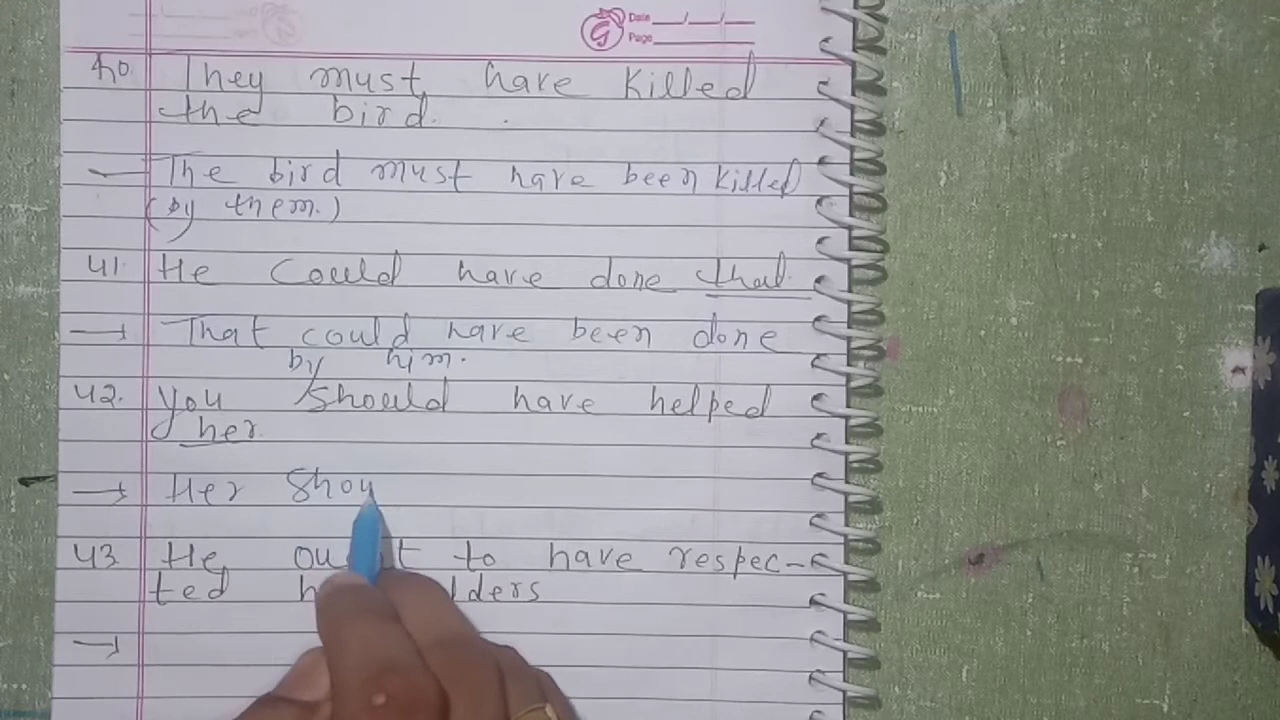 Date
Page
40. They must have killed
the bird.
The bird must have been killed
(by them.)
41. He Could have done that.
→ That could have been done
by him.
42. You Should have helped
her.
→ Her Shou
43 He to have respec-
ted
→